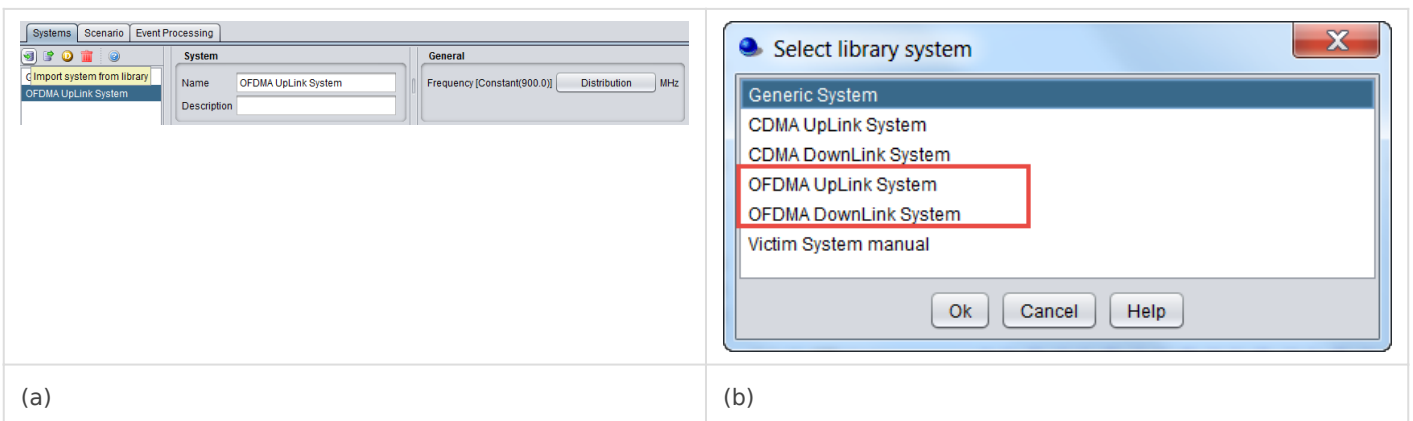 Systems Scenario Event Processing
System General
Import system from library
Name OFDMA UpLink System Frequency [Constant(900.0)] Distribution MHz
OFDMA UpLink System
Description
Select library system
Generic System
CDMA UpLink System
CDMA DownLink System
OFDMA UpLink System
OFDMA DownLink System
Victim System manual
Ok Cancel Help
(a) (b)